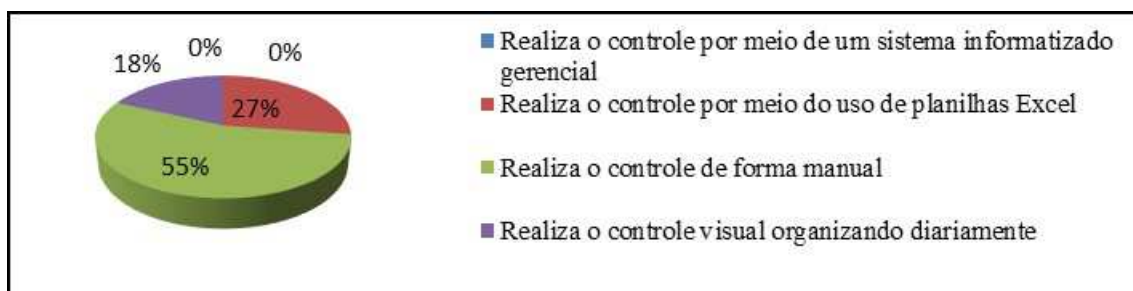 0%
0%
18%
27%
55%
Realiza o controle por meio de um sistema informatizado
gerencial
Realiza o controle por meio do uso de planilhas Excel
Realiza o controle de forma manual
Realiza o controle visual organizando diariamente